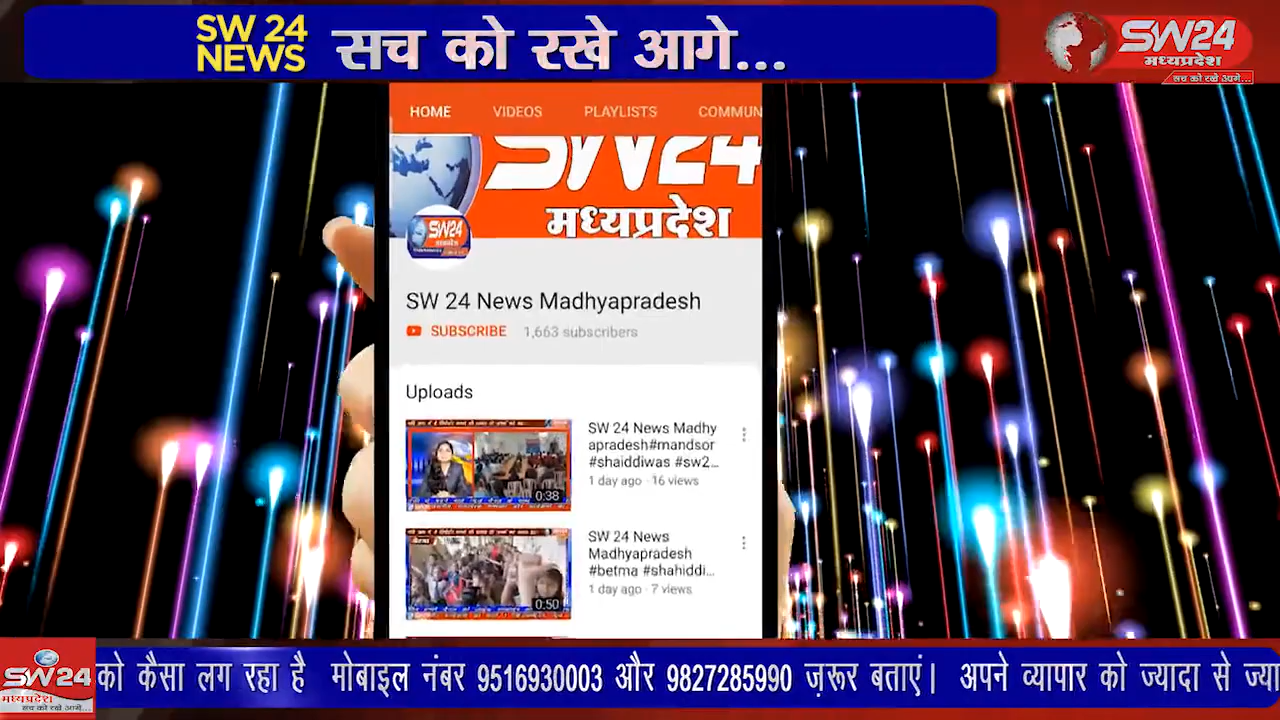 SW 24
NEWS
सच को रखे आगे...
SW24
मध्यप्रदेश
सच को रखे आगे...
HOME VIDEOS PLAYLISTS COMMUN
SW24
मध्यप्रदेश
SW24
SW 24 News Madhyapradesh
SUBSCRIBE 1,663 subscribers
Uploads
SW 24 News Madhy
apradesh#mandsor
#shaiddiwas #sw2...
1 day ago · 16 views
0:38
SW 24 News
Madhyapradesh
#betma #shahiddi...
1 day ago · 7 views
0:50
SW24
मध्यप्रदेश
सच को रखे आगे...
को कैसा लग रहा है मोबाइल नंबर 9516930003 और 9827285990 ज़रूर बताएं। अपने व्यापार को ज्यादा से ज्या